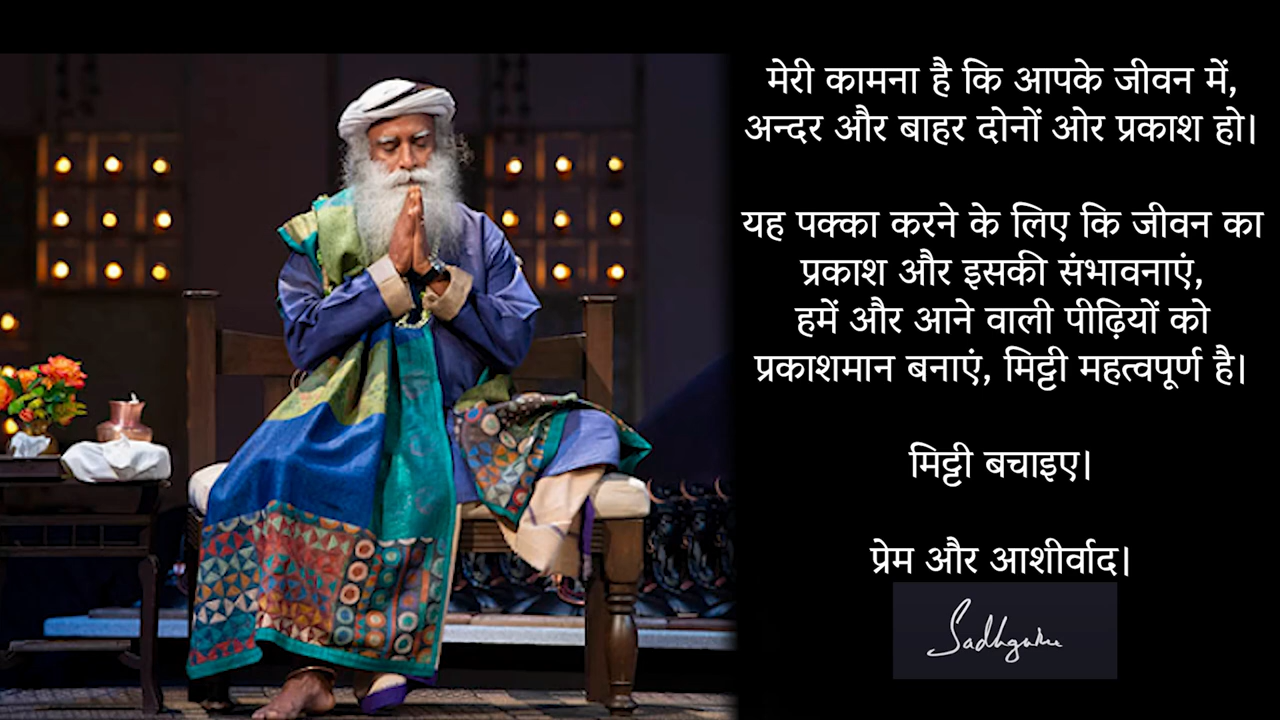 मेरी कामना है कि आपके जीवन में,
अन्दर और बाहर दोनों ओर प्रकाश हो।
यह पक्का करने के लिए कि जीवन का
प्रकाश और इसकी संभावनाएं,
हमें और आने वाली पीढ़ियों को
प्रकाशमान बनाएं, मिट्टी महत्वपूर्ण है।
मिट्टी बचाइए।
प्रेम और आशीर्वाद।
Sadhguru